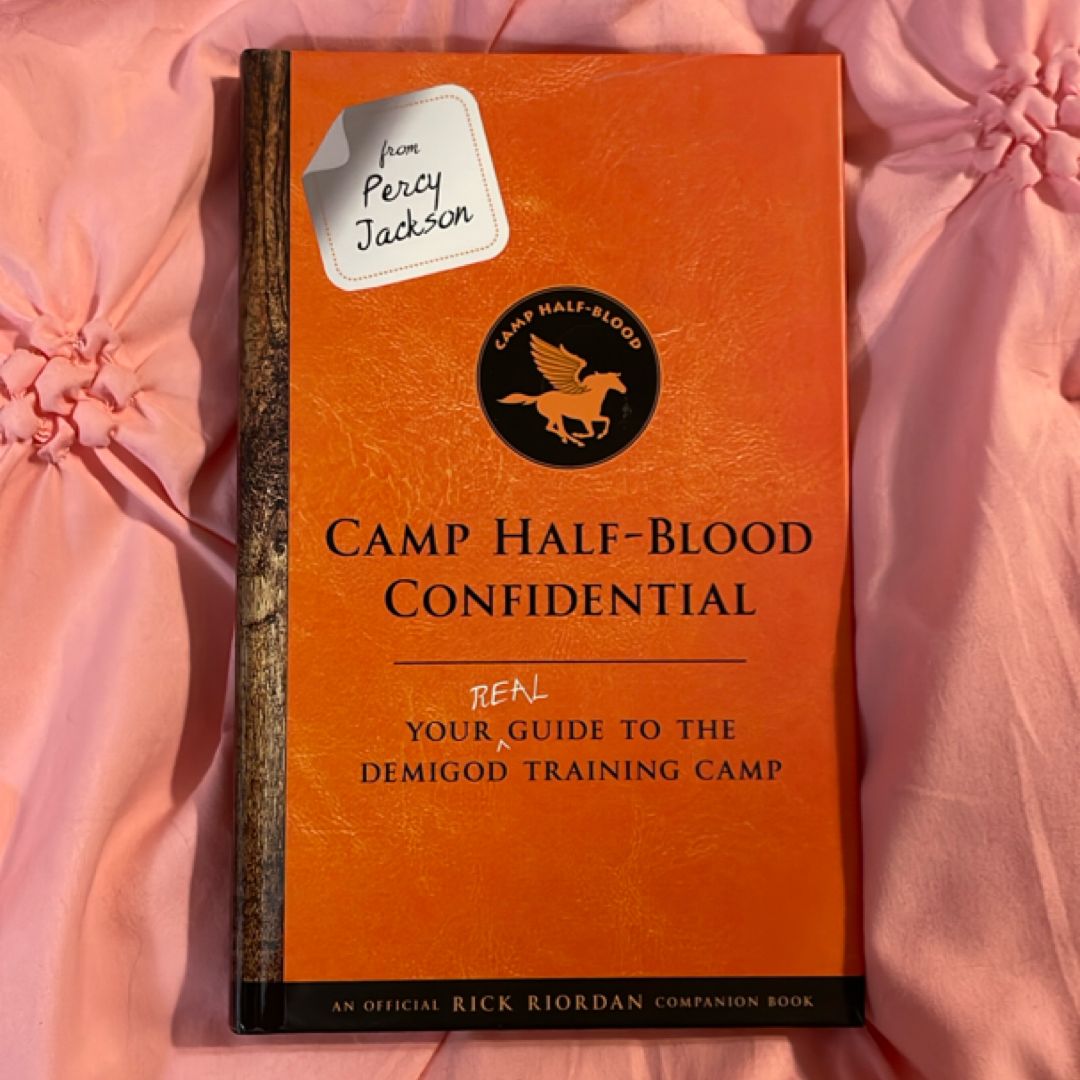 from
Percy
Jackson
CAMP HALF-BLOOD
CAMP HALF-BLOOD
CONFIDENTIAL
REAL
YOUR ^ GUIDE TO THE
DEMIGOD TRAINING CAMP
AN OFFICIAL RICK RIORDAN COMPANION BOOK